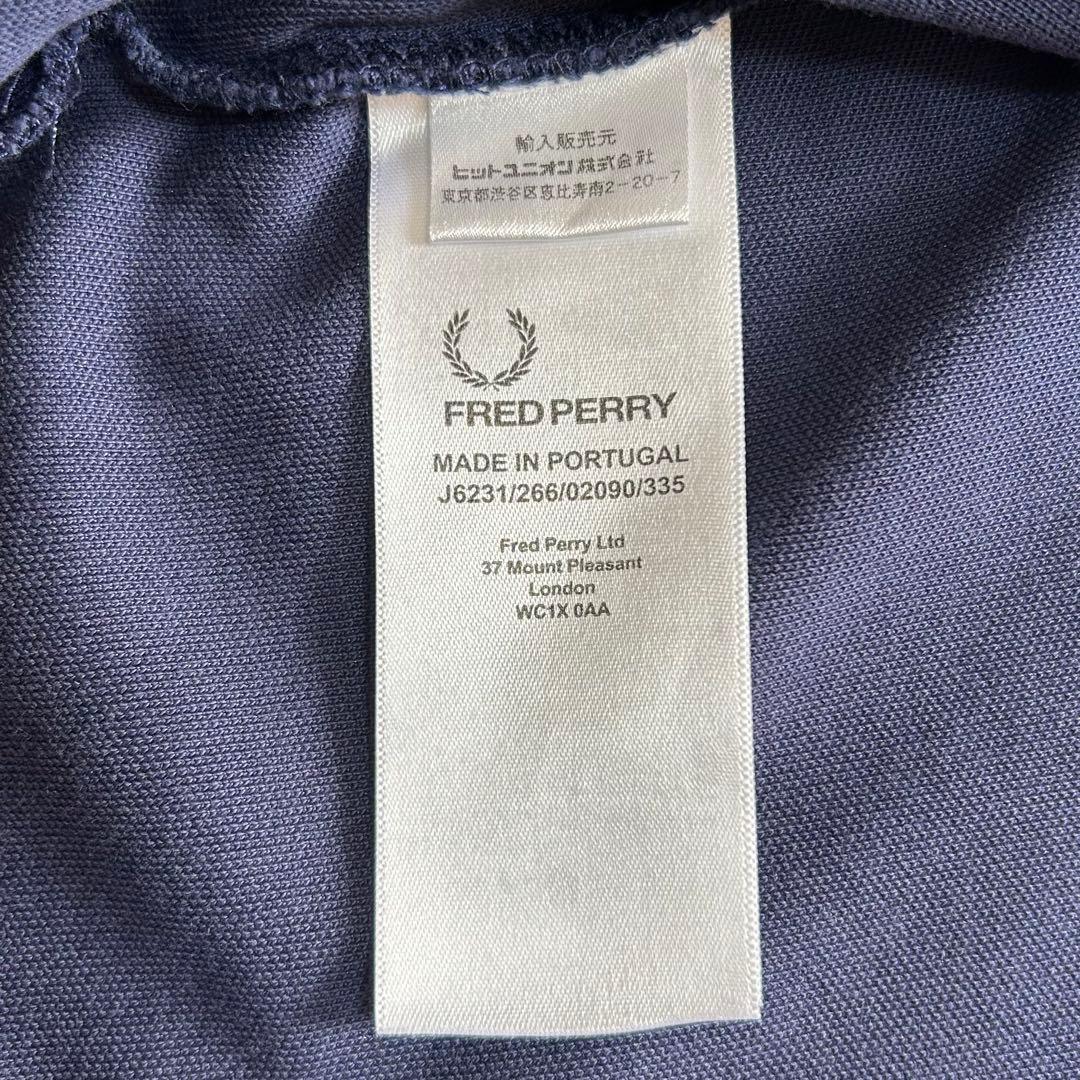 輸入販売元
ヒットユニオン株式会社
東京都渋谷区恵比寿南2-20-7
FRED PERRY
MADE IN PORTUGAL
J6231/266/02090/335
Fred Perry Ltd
37 Mount Pleasant
London
WC1X 0AA